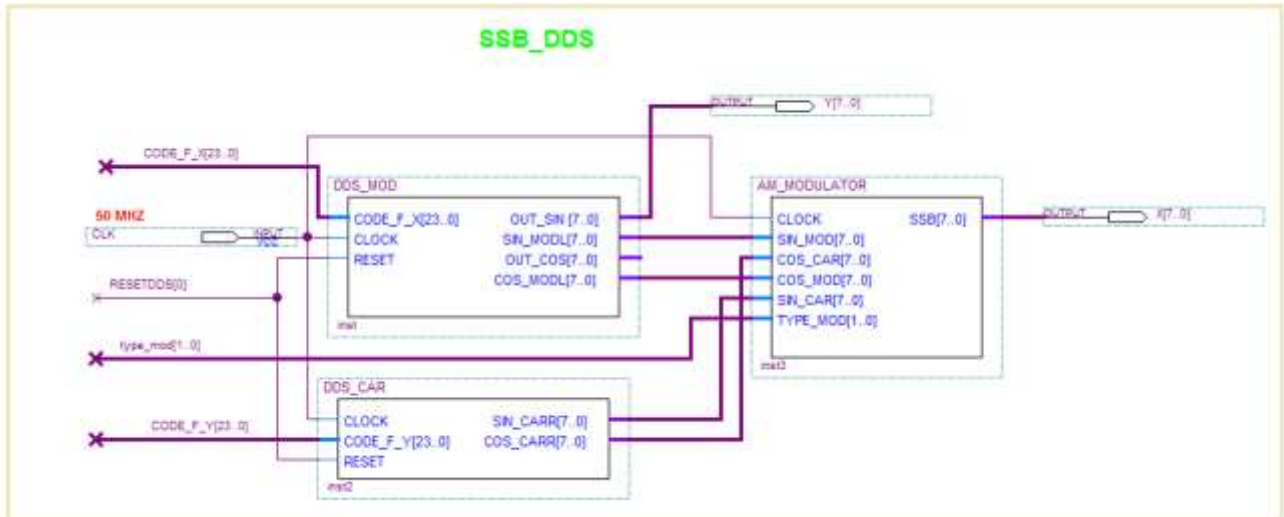 SSB_DDS
OUTPUT Y[7..0]
CODE_F_X[23..0]
DDS_MOD
AM_MODULATOR
50 MHZ
CODE_F_X[23..0] OUT_SIN [7..0]
CLOCK SSB[7..0]
OUTPUT X[7..0]
CLK INPUT
VCC
CLOCK SIN_MODL[7..0]
SIN_MOD[7..0]
RESET OUT_COS[7..0]
COS_CAR[7..0]
COS_MODL[7..0]
COS_MOD[7..0]
RESETDDS[0]
SIN_CAR[7..0]
TYPE_MOD[1..0]
inst
type_mod[1..0]
inst3
DDS_CAR
CLOCK SIN_CARR[7..0]
CODE_F_Y[23..0]
CODE_F_Y[23..0] COS_CARR[7..0]
RESET
inst2